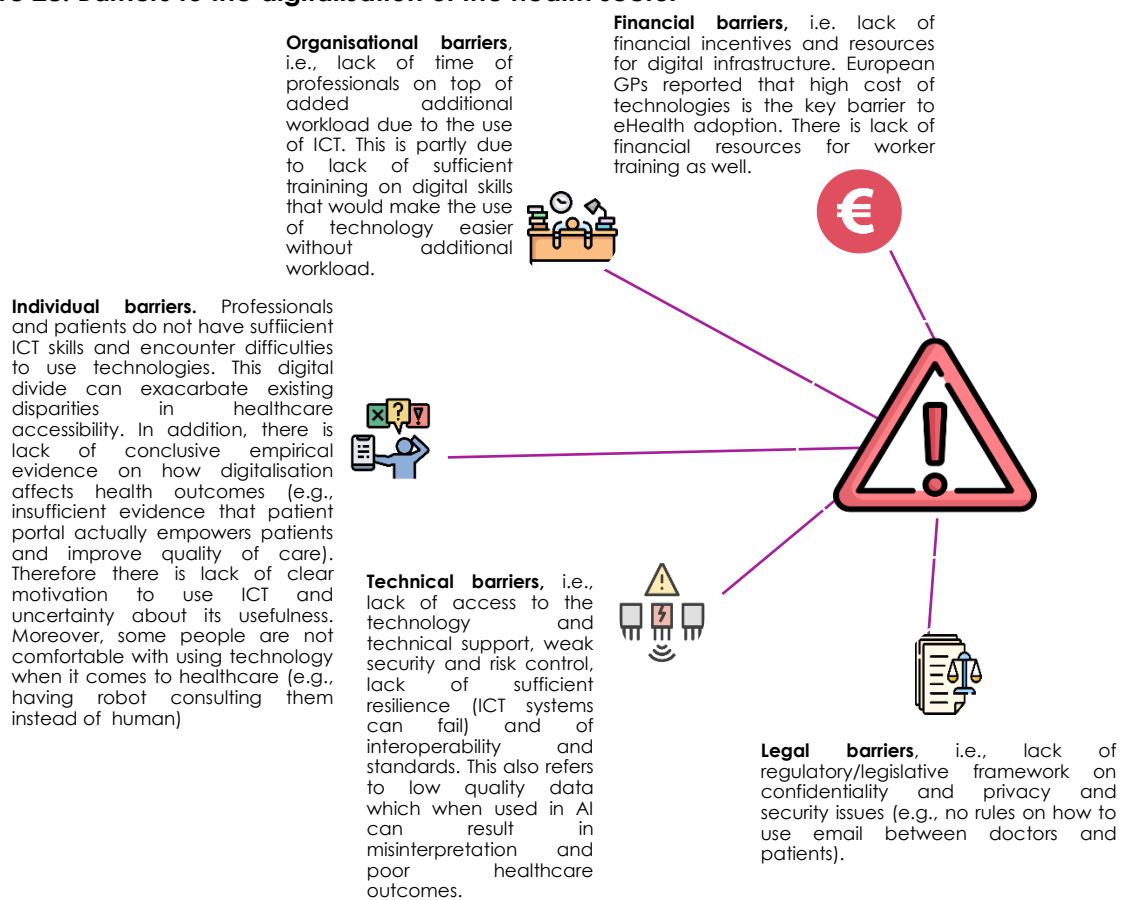 Organisational barriers,
i.e., lack of time of
professionals on top of
added additional
workload due to the use
of ICT. This is partly due
to lack of sufficient
trainining on digital skills
that would make the use
of technology easier
without additional
workload.
Financial barriers, i.e. lack of
financial incentives and resources
for digital infrastructure. European
GPs reported that high cost of
technologies is the key barrier to
eHealth adoption. There is lack of
financial resources for worker
training as well.
€
Individual barriers. Professionals
and patients do not have suffiicient
ICT skills and encounter difficulties
to use technologies. This digital
divide can exacarbate existing
disparities in healthcare
accessibility. In addition, there is
lack of conclusive empirical
evidence on how digitalisation
affects health outcomes (e.g.,
insufficient evidence that patient
portal actually empowers patients
and improve quality of care).
Therefore there is lack of clear
motivation to use ICT and
uncertainty about its usefulness.
Moreover, some people are not
comfortable with using technology
when it comes to healthcare (e.g.,
having robot consulting them
instead of human)
Technical barriers, i.e.,
lack of access to the
technology and
technical support, weak
security and risk control,
lack of sufficient
resilience (ICT systems
can fail) and of
interoperability and
standards. This also refers
to low quality data
which when used in AI
can result in
misinterpretation and
poor healthcare
outcomes.
Legal barriers, i.e., lack of
regulatory/legislative framework on
confidentiality and privacy and
security issues (e.g., no rules on how to
use email between doctors and
patients).